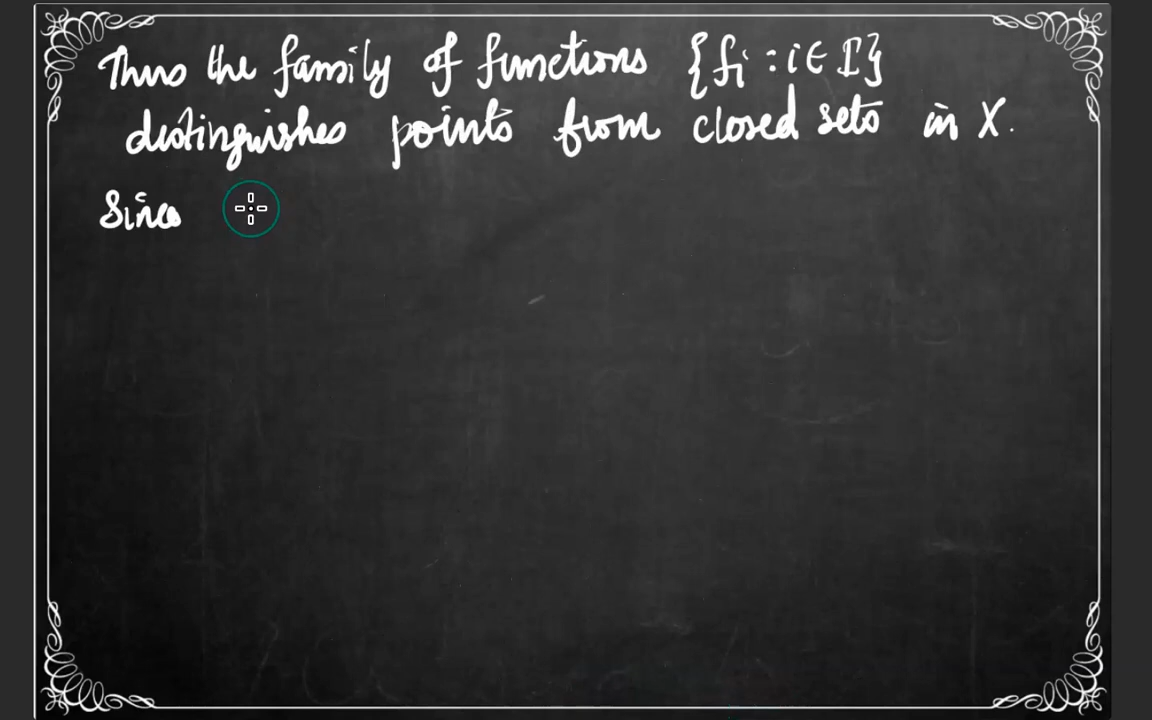 Thus the family of functions {fi : i ∈ I}
distinguishes points from closed sets in X.
Since